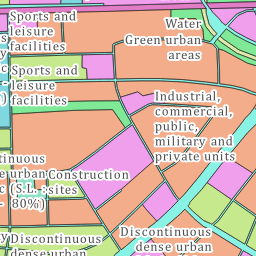 Sports and
leisure
facilities
Water
Green urban
areas
Sports and
leisure
facilities
Industrial,
commercial,
public,
military and
private units
Construction
sites
(S.L. :
80%)
Discontinuous
dense urban
Discontinuous
dense urban